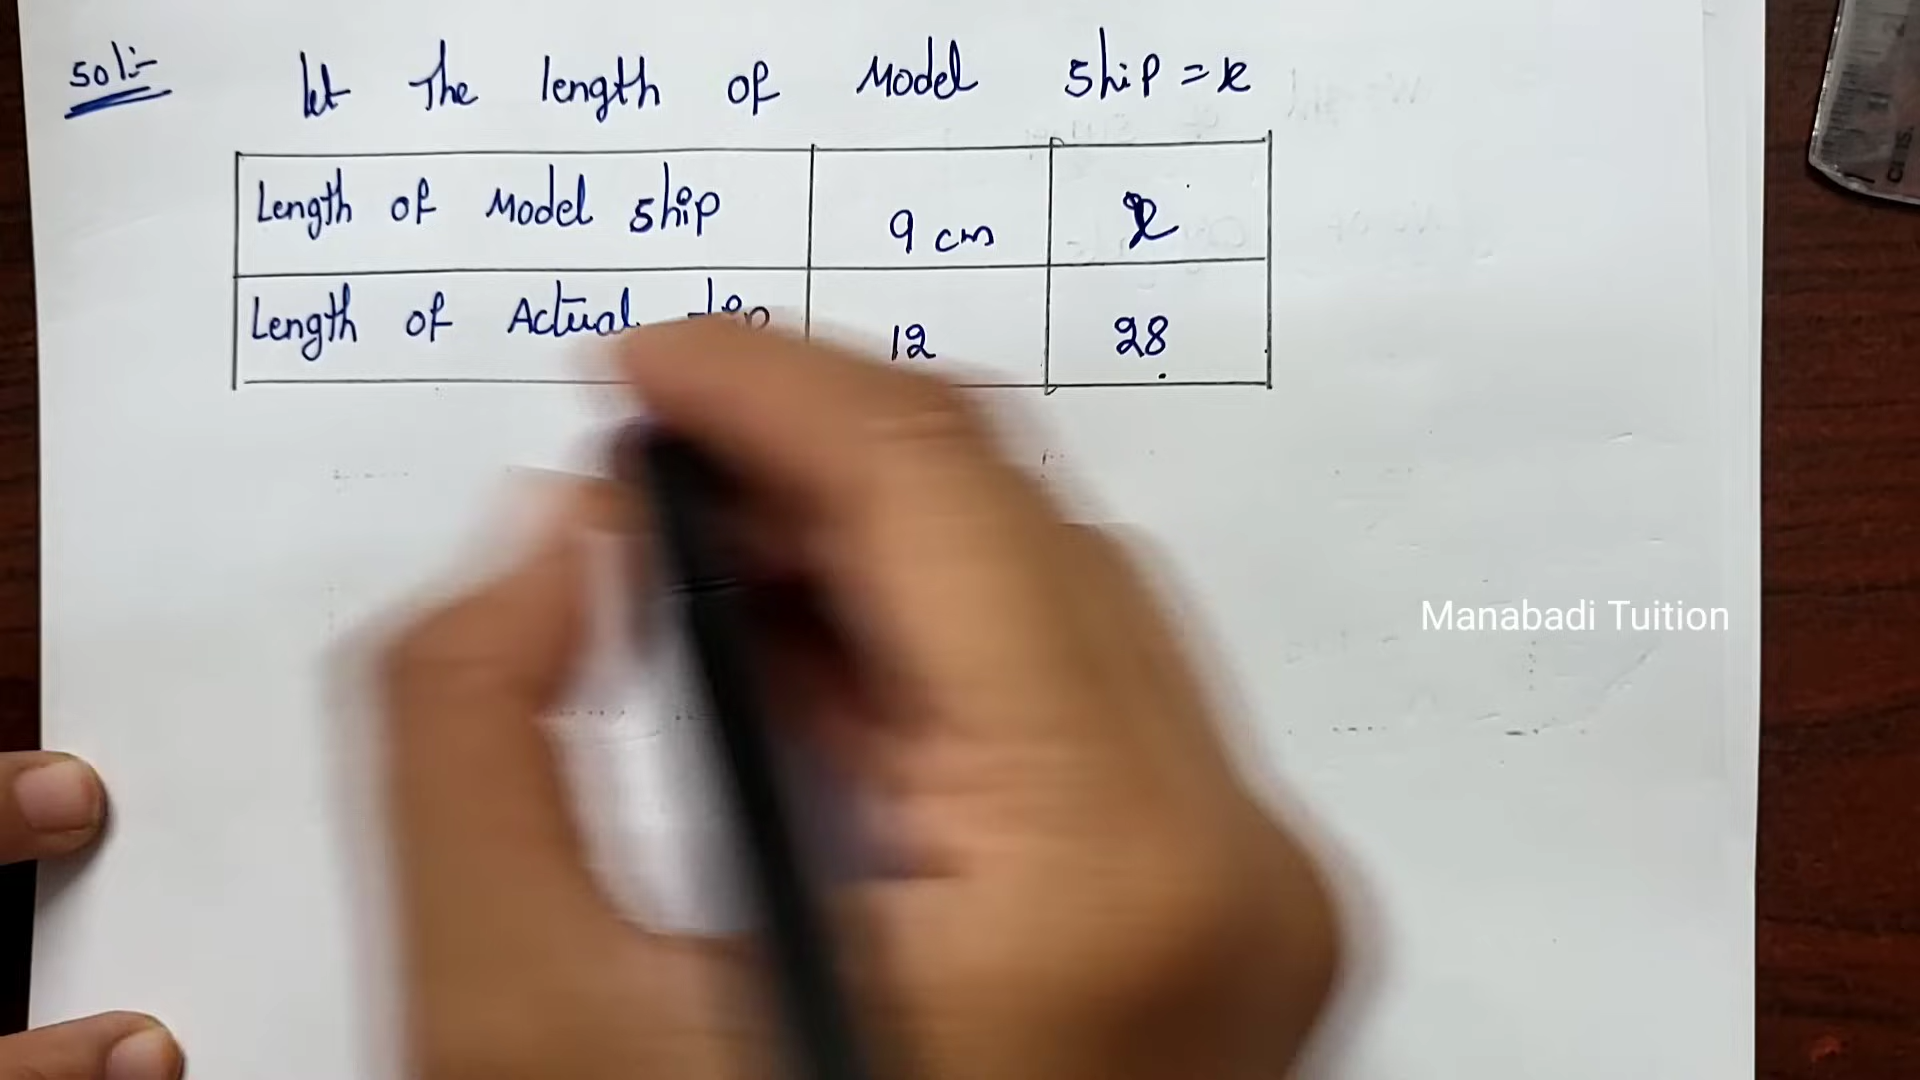 Sol:-
Let The length of Model ship = x
Length of Model ship 9 cm x
Length of Actual 12 28
Manabadi Tuition